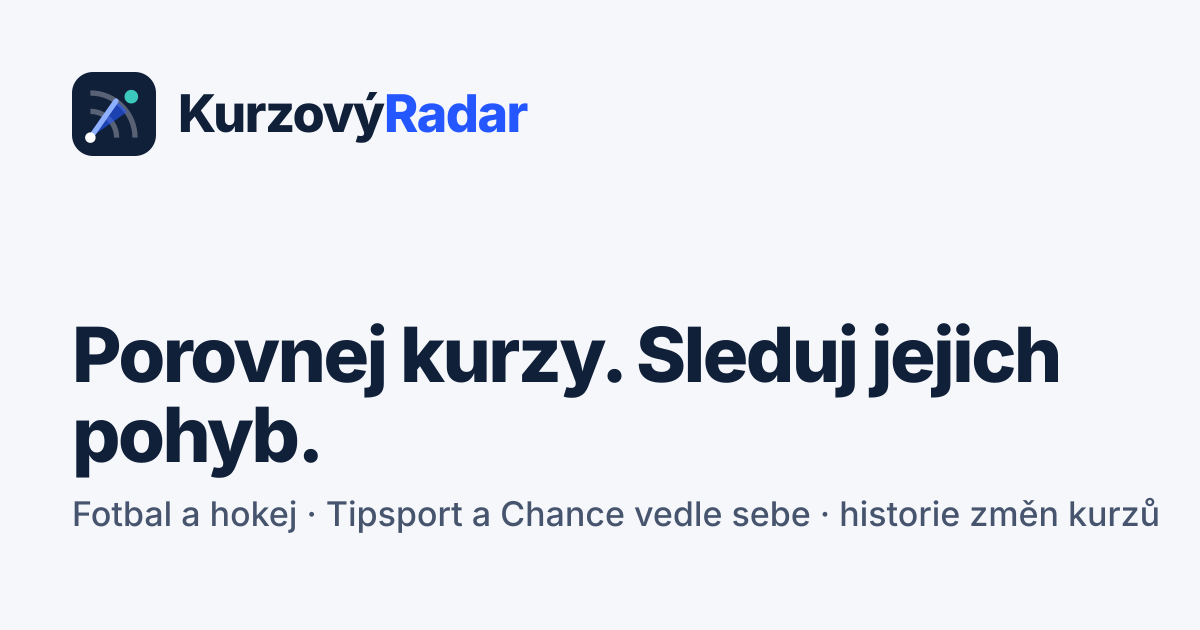 KurzovýRadar
Porovnej kurzy. Sleduj jejich
pohyb.
Fotbal a hokej · Tipsport a Chance vedle sebe · historie změn kurzů